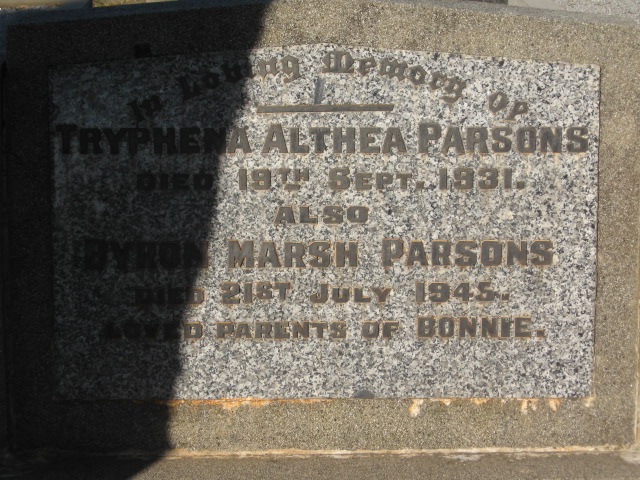 In Loving Memory Of
TRYPHENA ALTHEA PARSONS
DIED 19TH SEPT. 1931.
ALSO
BYRON MARSH PARSONS
DIED 21ST JULY 1945.
LOVED PARENTS OF BONNIE.